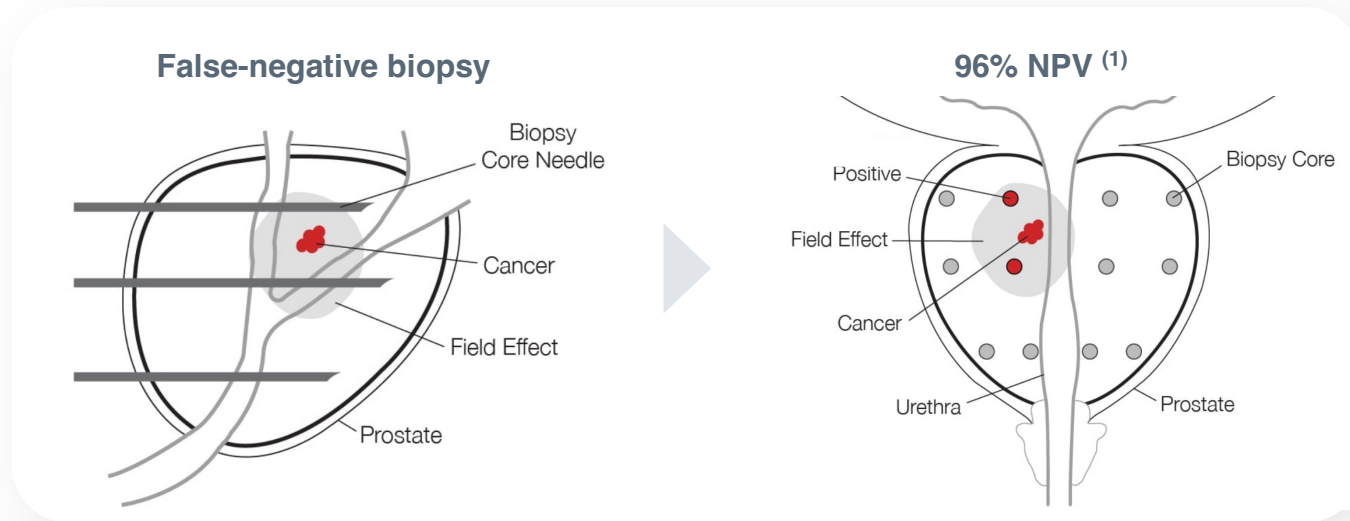 False-negative biopsy
Biopsy
Core Needle
Cancer
Field Effect
Prostate
96% NPV (1)
Positive
Biopsy Core
Field Effect
Cancer
Urethra
Prostate